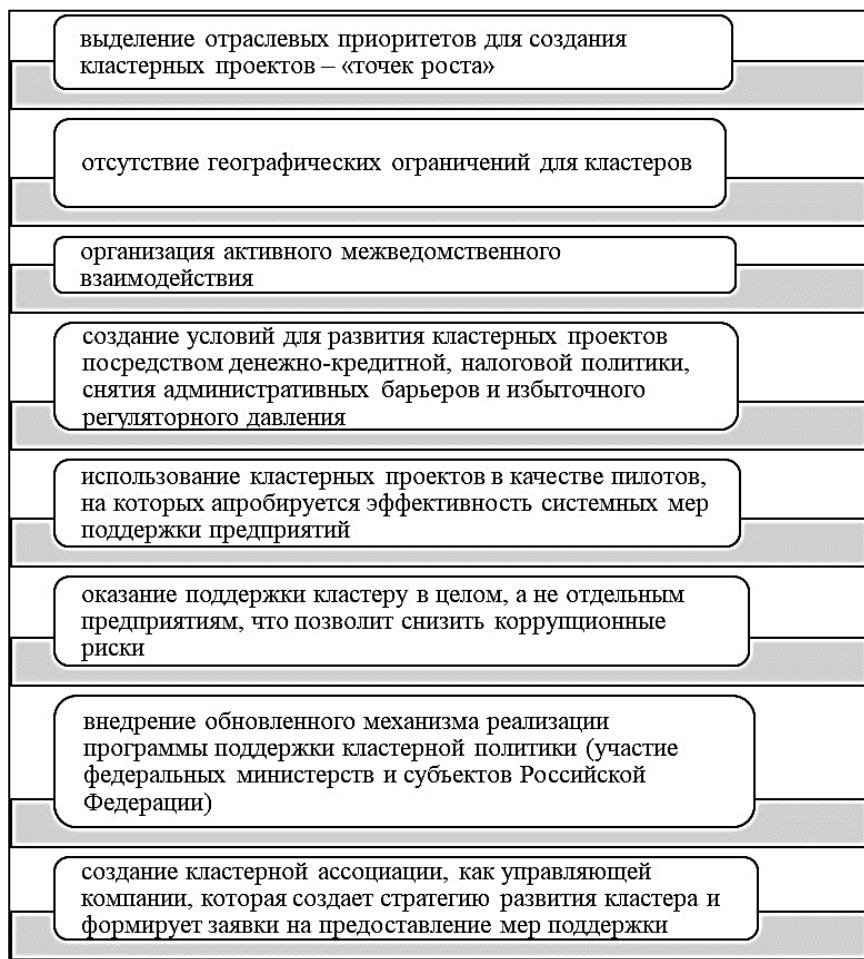 выделение отраслевых приоритетов для создания
кластерных проектов – «точек роста»
отсутствие географических ограничений для кластеров
организация активного межведомственного
взаимодействия
создание условий для развития кластерных проектов
посредством денежно-кредитной, налоговой политики,
снятия административных барьеров и избыточного
регуляторного давления
использование кластерных проектов в качестве пилотов,
на которых апробируется эффективность системных мер
поддержки предприятий
оказание поддержки кластеру в целом, а не отдельным
предприятиям, что позволит снизить коррупционные
риски
внедрение обновленного механизма реализации
программы поддержки кластерной политики (участие
федеральных министерств и субъектов Российской
Федерации)
создание кластерной ассоциации, как управляющей
компании, которая создает стратегию развития кластера и
формирует заявки на предоставление мер поддержки